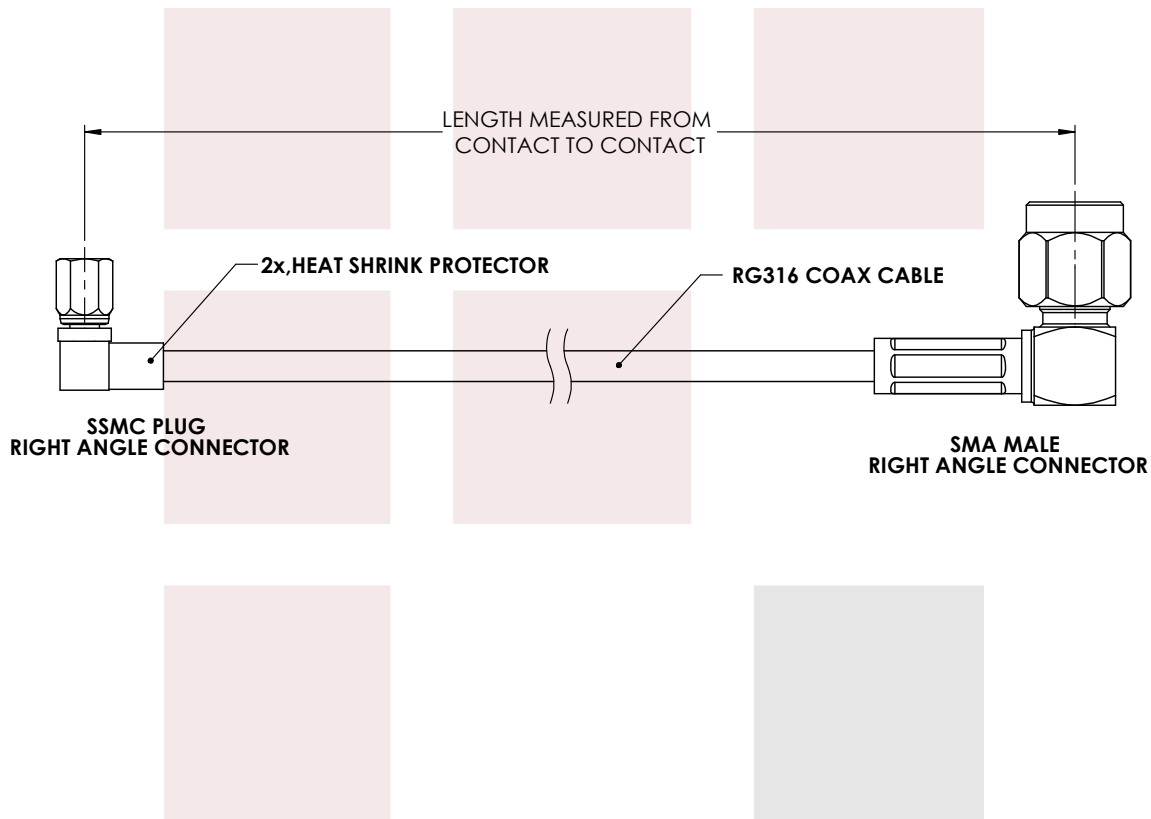 LENGTH MEASURED FROM
CONTACT TO CONTACT
2x,HEAT SHRINK PROTECTOR
RG316 COAX CABLE
SSMC PLUG
RIGHT ANGLE CONNECTOR
SMA MALE
RIGHT ANGLE CONNECTOR